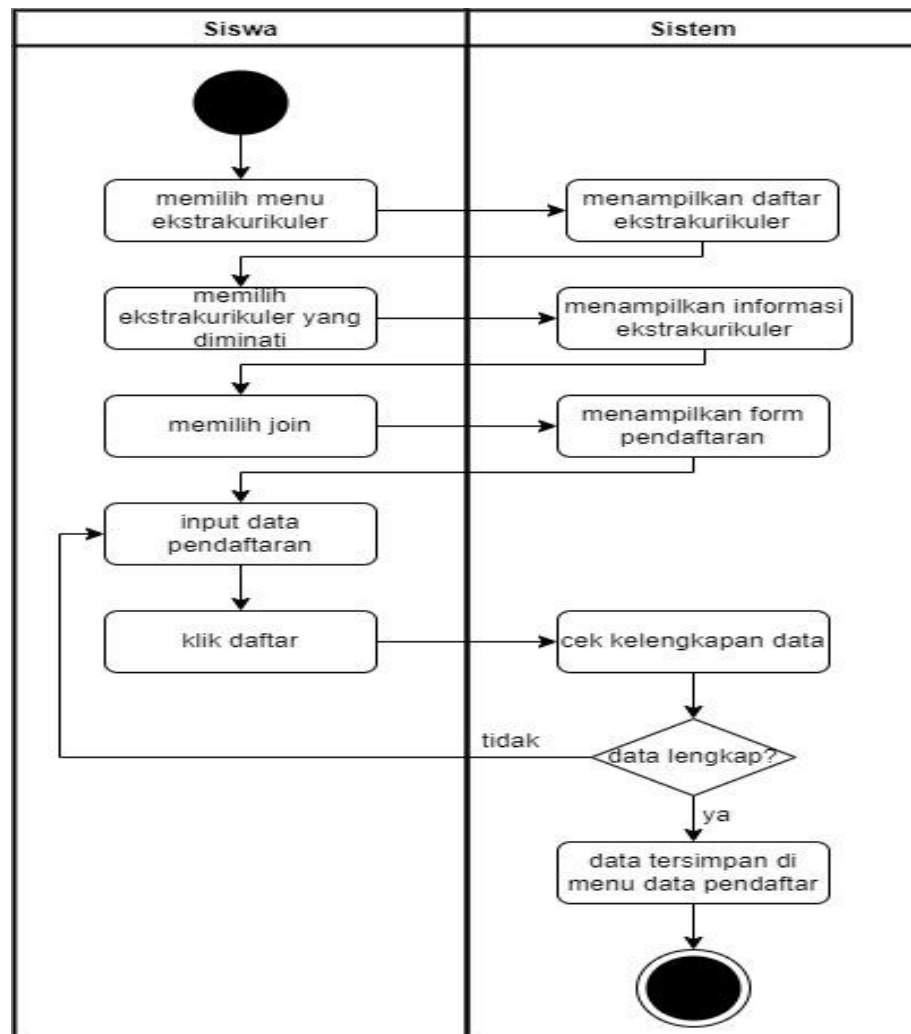 Siswa
Sistem
memilih menu
ekstrakurikuler
menampilkan daftar
ekstrakurikuler
memilih
ekstrakurikuler yang
diminati
menampilkan informasi
ekstrakurikuler
memilih join
menampilkan form
pendaftaran
input data
pendaftaran
klik daftar
cek kelengkapan data
tidak
data lengkap?
ya
data tersimpan di
menu data pendaftar